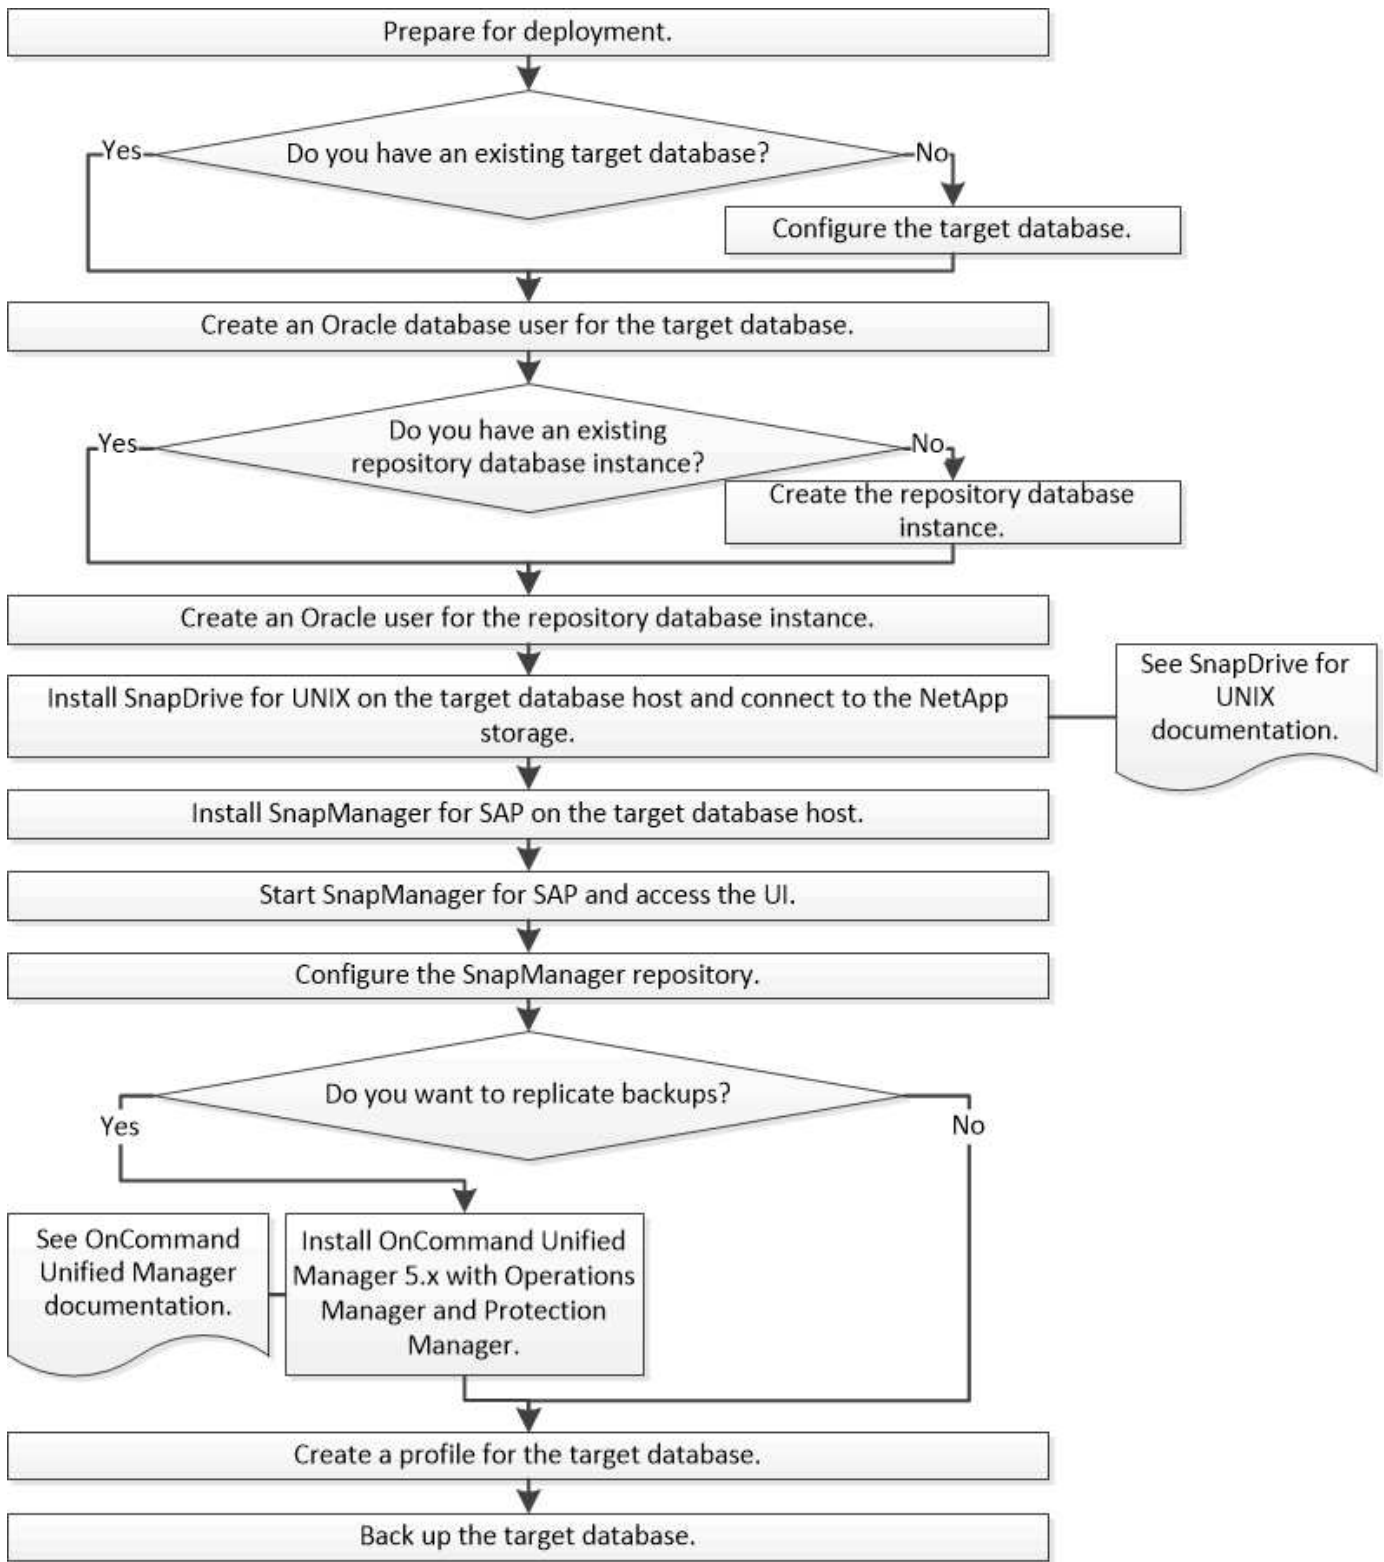 Prepare for deployment.
Do you have an existing target database?
Yes
No
Configure the target database.
Create an Oracle database user for the target database.
Do you have an existing
repository database instance?
Yes
No
Create the repository database
instance.
Create an Oracle user for the repository database instance.
Install SnapDrive for UNIX on the target database host and connect to the NetApp
storage.
See SnapDrive for
UNIX
documentation.
Install SnapManager for SAP on the target database host.
Start SnapManager for SAP and access the UI.
Configure the SnapManager repository.
Do you want to replicate backups?
Yes
No
See OnCommand
Unified Manager
documentation.
Install OnCommand Unified
Manager 5.x with Operations
Manager and Protection
Manager.
Create a profile for the target database.
Back up the target database.